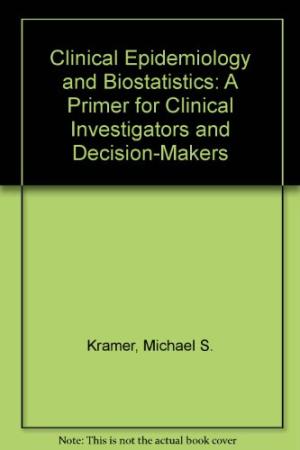 Clinical Epidemiology
and Biostatistics: A
Primer for Clinical
Investigators and
Decision-Makers
Kramer, Michael S.
Note: This is not the actual book cover